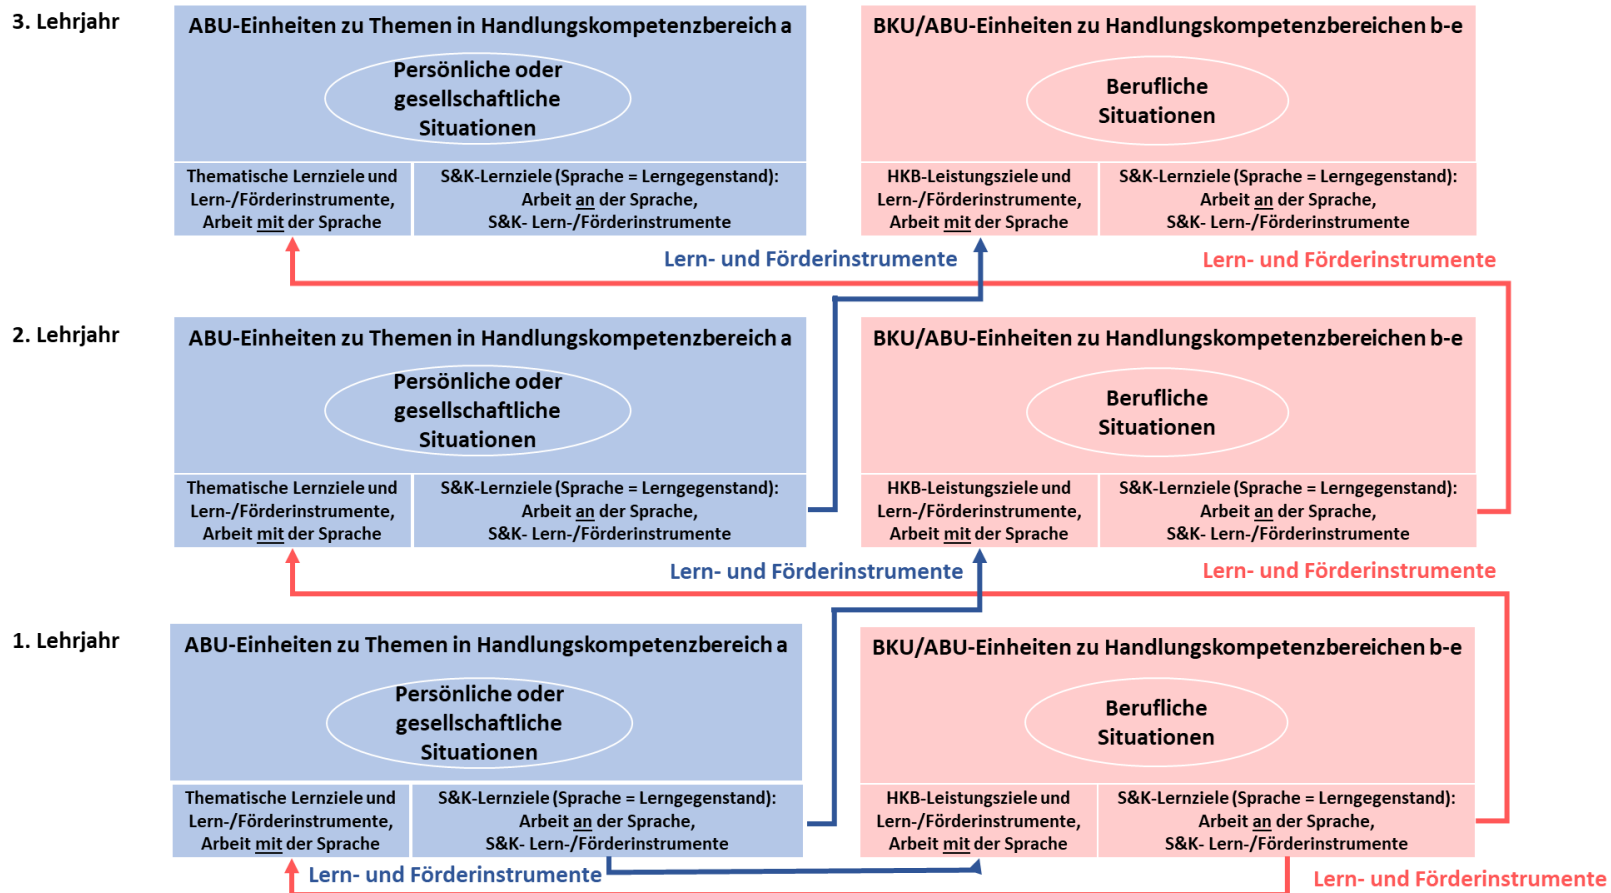 3. Lehrjahr
ABU-Einheiten zu Themen in Handlungskompetenzbereich a
Persönliche oder
gesellschaftliche
Situationen
Thematische Lernziele und
Lern-/Förderinstrumente,
Arbeit mit der Sprache
S&K-Lernziele (Sprache = Lerngegenstand):
Arbeit an der Sprache,
S&K- Lern-/Förderinstrumente
BKU/ABU-Einheiten zu Handlungskompetenzbereichen b-e
Berufliche
Situationen
HKB-Leistungsziele und
Lern-/Förderinstrumente,
Arbeit mit der Sprache
S&K-Lernziele (Sprache = Lerngegenstand):
Arbeit an der Sprache,
S&K- Lern-/Förderinstrumente
Lern- und Förderinstrumente
Lern- und Förderinstrumente
2. Lehrjahr
ABU-Einheiten zu Themen in Handlungskompetenzbereich a
Persönliche oder
gesellschaftliche
Situationen
Thematische Lernziele und
Lern-/Förderinstrumente,
Arbeit mit der Sprache
S&K-Lernziele (Sprache = Lerngegenstand):
Arbeit an der Sprache,
S&K- Lern-/Förderinstrumente
BKU/ABU-Einheiten zu Handlungskompetenzbereichen b-e
Berufliche
Situationen
HKB-Leistungsziele und
Lern-/Förderinstrumente,
Arbeit mit der Sprache
S&K-Lernziele (Sprache = Lerngegenstand):
Arbeit an der Sprache,
S&K- Lern-/Förderinstrumente
Lern- und Förderinstrumente
Lern- und Förderinstrumente
1. Lehrjahr
ABU-Einheiten zu Themen in Handlungskompetenzbereich a
Persönliche oder
gesellschaftliche
Situationen
Thematische Lernziele und
Lern-/Förderinstrumente,
Arbeit mit der Sprache
S&K-Lernziele (Sprache = Lerngegenstand):
Arbeit an der Sprache,
S&K- Lern-/Förderinstrumente
BKU/ABU-Einheiten zu Handlungskompetenzbereichen b-e
Berufliche
Situationen
HKB-Leistungsziele und
Lern-/Förderinstrumente,
Arbeit mit der Sprache
S&K-Lernziele (Sprache = Lerngegenstand):
Arbeit an der Sprache,
S&K- Lern-/Förderinstrumente
Lern- und Förderinstrumente
Lern- und Förderinstrumente